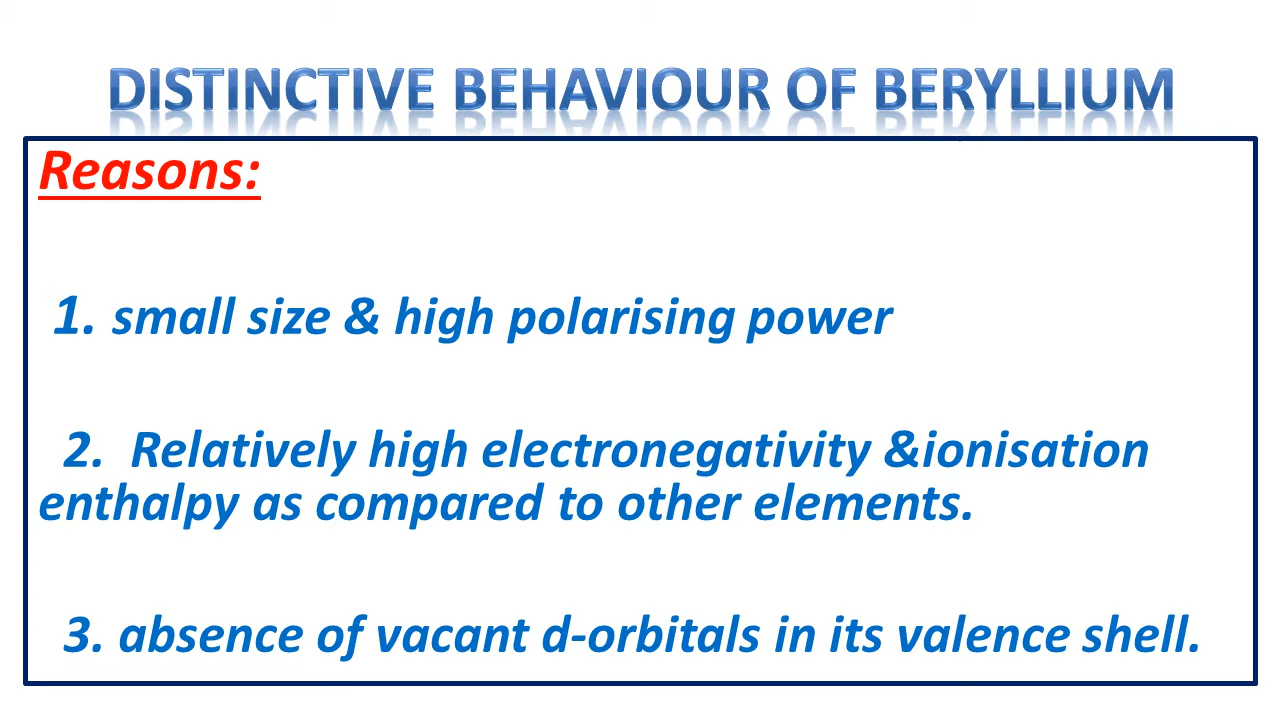 DISTINCTIVE BEHAVIOUR OF BERYLLIUM
Reasons:
1. small size & high polarising power
2. Relatively high electronegativity &ionisation
enthalpy as compared to other elements.
3. absence of vacant d-orbitals in its valence shell.